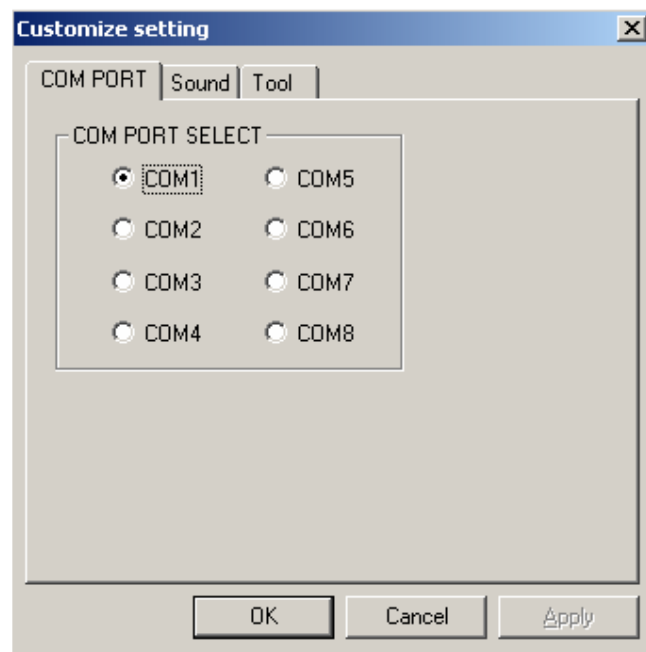 Customize setting
COM PORT Sound Tool
COM PORT SELECT
COM1 COM5
COM2 COM6
COM3 COM7
COM4 COM8
OK Cancel Apply